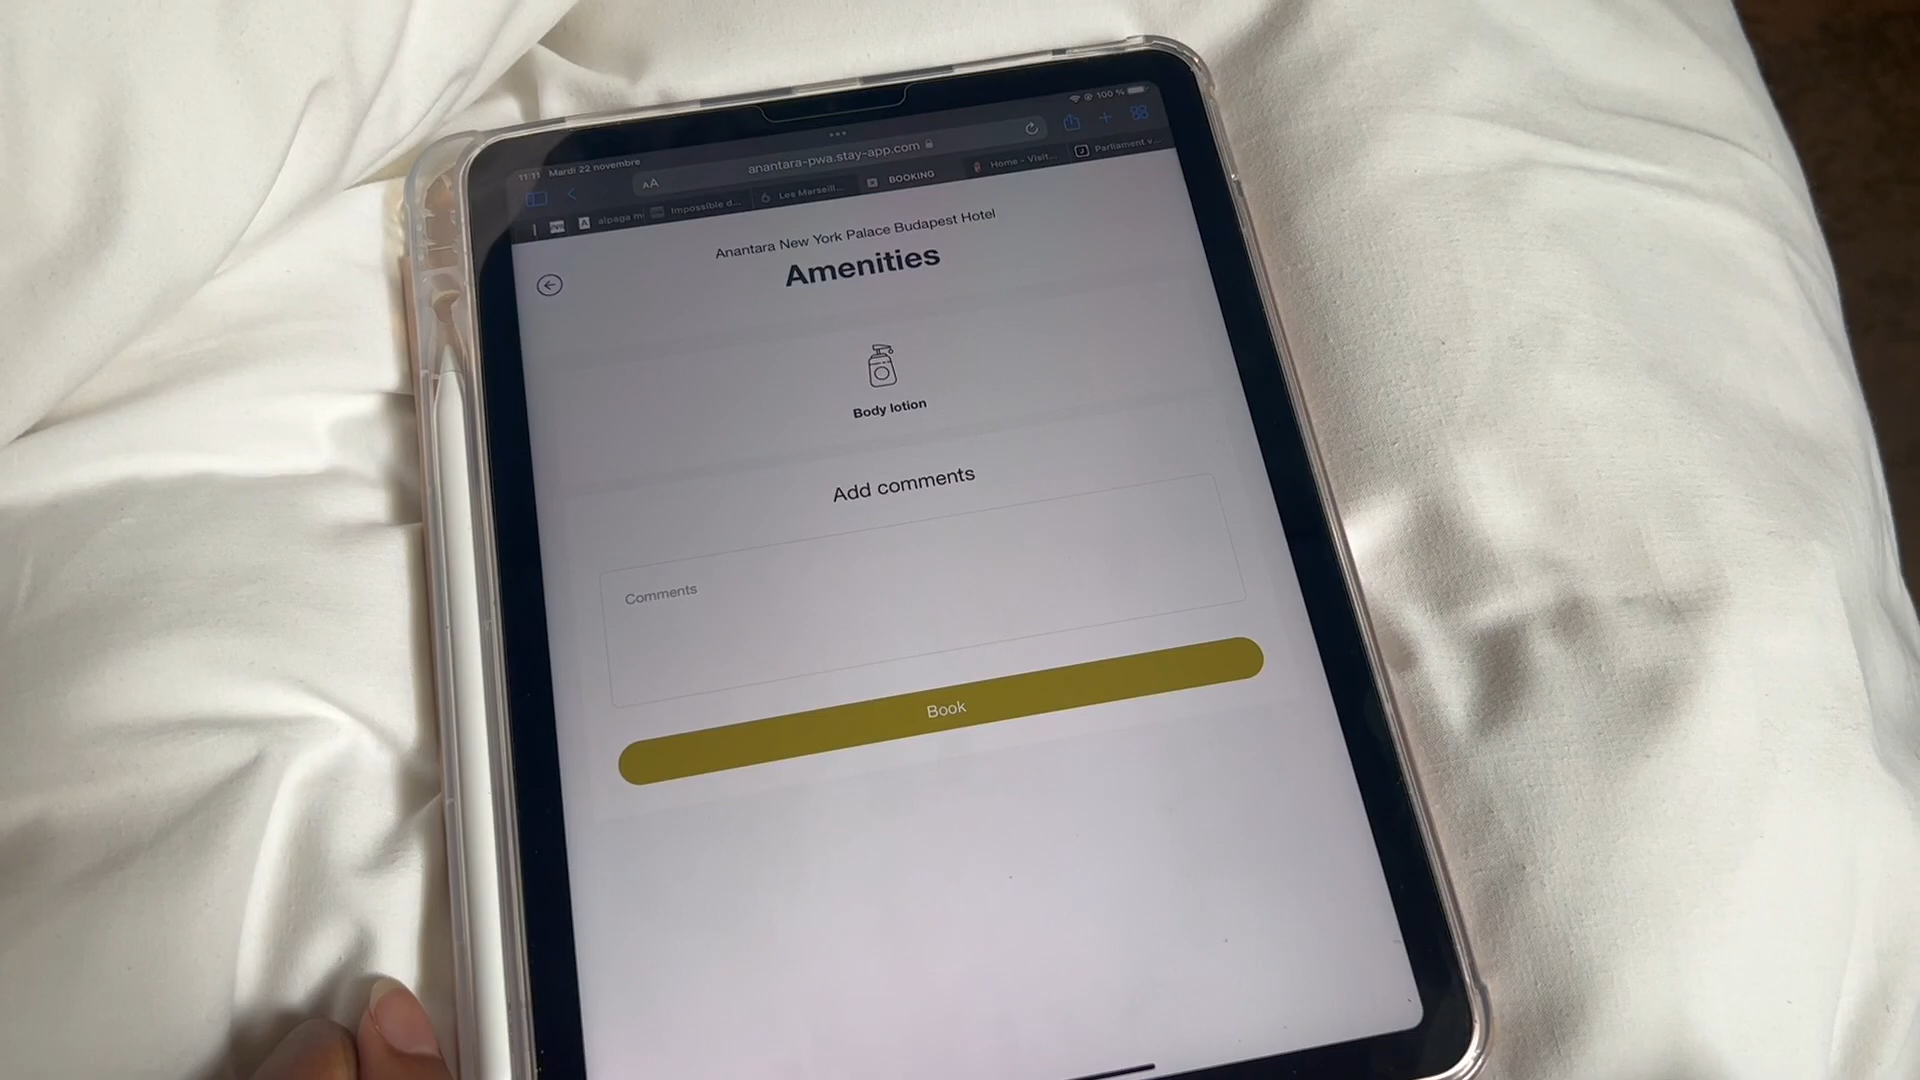 11:11 Mardi 22 novembre
100 %
AA
anantara-pwa.stay-app.com
alpaga m
Impossible d...
Les Marseill...
BOOKING
Home - Visit...
Parliament v...
Anantara New York Palace Budapest Hotel
Amenities
Body lotion
Add comments
Comments
Book